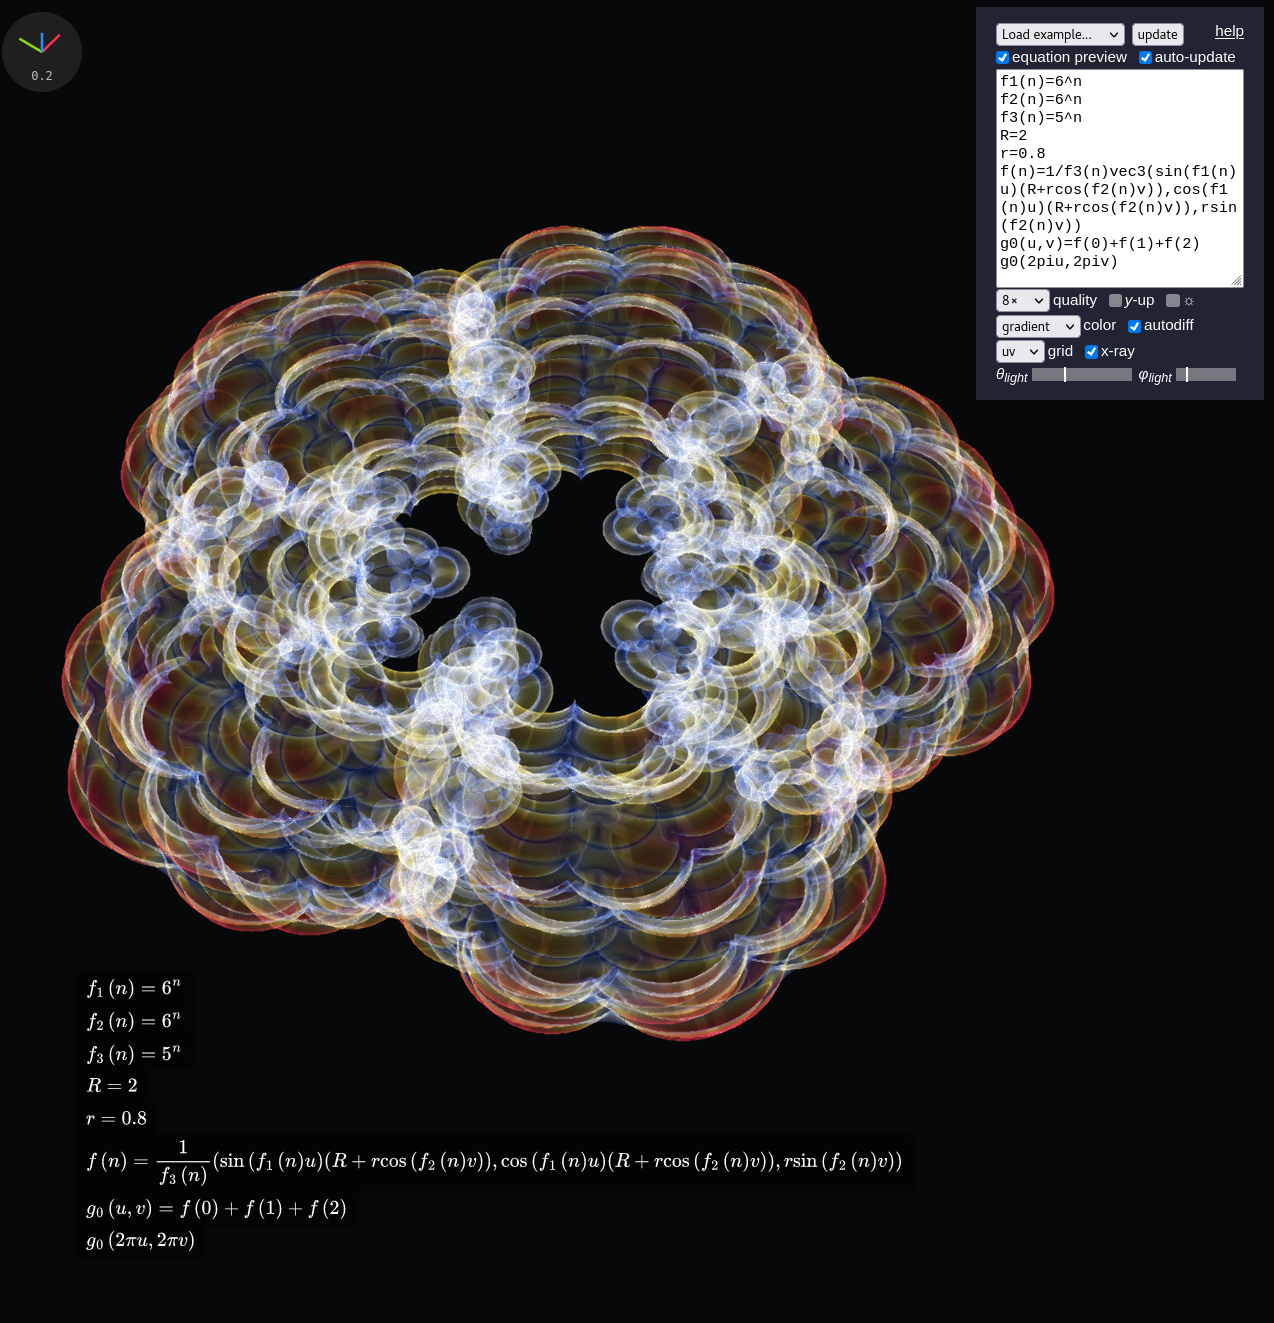 0.2
Load example... update help
equation preview auto-update
f1(n)=6^n
f2(n)=6^n
f3(n)=5^n
R=2
r=0.8
f(n)=1/f3(n)vec3(sin(f1(n)
u)(R+rcos(f2(n)v)),cos(f1
(n)u)(R+rcos(f2(n)v)),rsin
(f2(n)v))
g0(u,v)=f(0)+f(1)+f(2)
g0(2piu,2piv)
8× quality y-up ☼
gradient color autodiff
uv grid x-ray
θlight φlight
f₁(n) = 6ⁿ
f₂(n) = 6ⁿ
f₃(n) = 5ⁿ
R = 2
r = 0.8
f(n) = 1/f₃(n) (sin(f₁(n)u)(R + rcos(f₂(n)v)), cos(f₁(n)u)(R + rcos(f₂(n)v)), rsin(f₂(n)v))
g₀(u, v) = f(0) + f(1) + f(2)
g₀(2πu, 2πv)